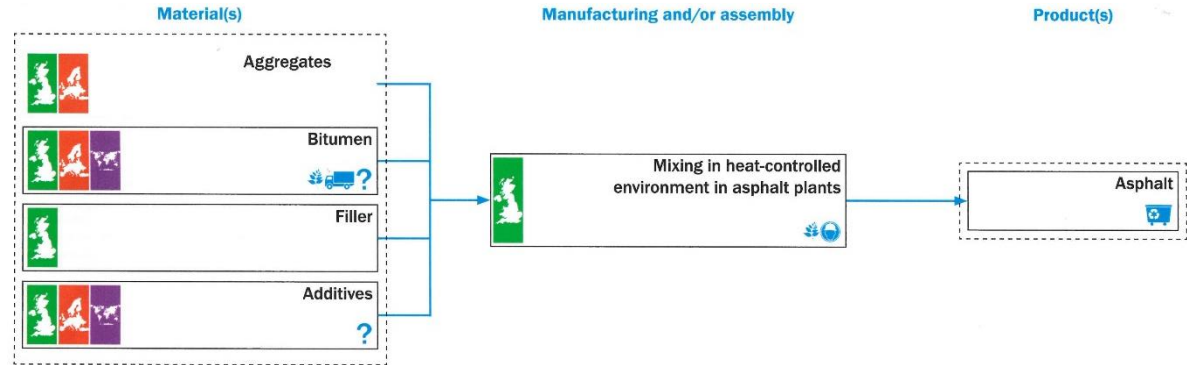 Material(s)
Manufacturing and/or assembly
Product(s)
Aggregates
Bitumen
?
Filler
Additives
?
Mixing in heat-controlled
environment in asphalt plants
Asphalt